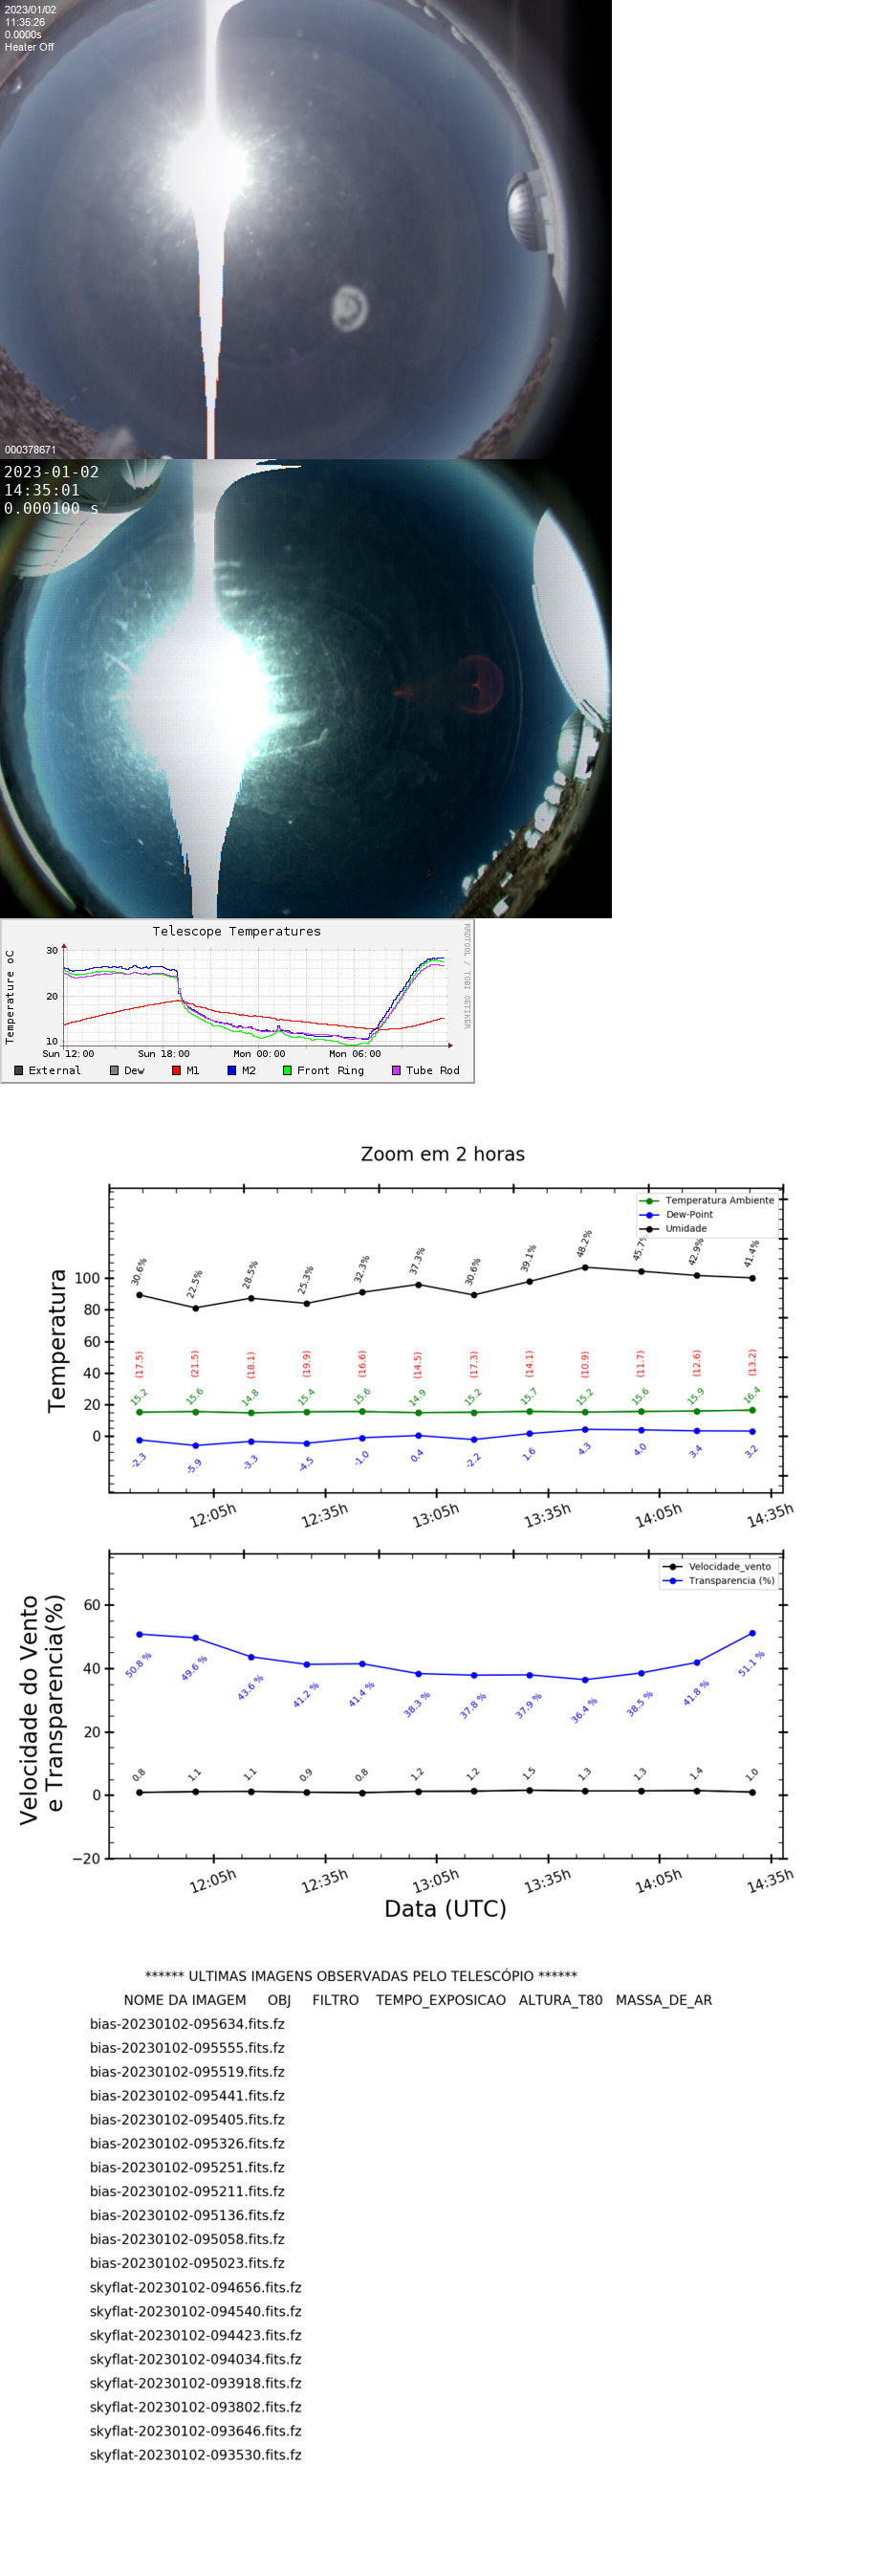 2023/01/02
11:35:26
0.0000s
Heater Off
000378671
2023-01-02
14:35:01
0.000100 s
Telescope Temperatures
RRDTOOL / TOBI OETIKER
Temperature oC
30
20
10
Sun 12:00 Sun 18:00 Mon 00:00 Mon 06:00
External Dew M1 M2 Front Ring Tube Rod
Zoom em 2 horas
Temperatura Ambiente
Dew-Point
Umidade
Temperatura
100
80
60
40
20
0
30.6% 22.5% 28.5% 25.3% 32.3% 37.3% 30.6% 39.1% 48.2% 45.7% 42.9% 41.4%
(17.5) (21.5) (18.1) (19.9) (16.6) (14.5) (17.3) (14.1) (10.9) (11.7) (12.6) (13.2)
15.2 15.6 14.8 15.4 15.6 14.9 15.2 15.7 15.2 15.6 15.9 16.4
-2.3 -5.9 -3.3 -4.5 -1.0 0.4 -2.2 1.6 4.3 4.0 3.4 3.2
12:05h 12:35h 13:05h 13:35h 14:05h 14:35h
Velocidade_vento
Transparencia (%)
Velocidade do Vento
e Transparencia(%)
60
40
20
0
−20
50.8 % 49.6 % 43.6 % 41.2 % 41.4 % 38.3 % 37.8 % 37.9 % 36.4 % 38.5 % 41.8 % 51.1 %
0.8 1.1 1.1 0.9 0.8 1.2 1.2 1.5 1.3 1.3 1.4 1.0
12:05h 12:35h 13:05h 13:35h 14:05h 14:35h
Data (UTC)
****** ULTIMAS IMAGENS OBSERVADAS PELO TELESCÓPIO ******
NOME DA IMAGEM OBJ FILTRO TEMPO_EXPOSICAO ALTURA_T80 MASSA_DE_AR
bias-20230102-095634.fits.fz
bias-20230102-095555.fits.fz
bias-20230102-095519.fits.fz
bias-20230102-095441.fits.fz
bias-20230102-095405.fits.fz
bias-20230102-095326.fits.fz
bias-20230102-095251.fits.fz
bias-20230102-095211.fits.fz
bias-20230102-095136.fits.fz
bias-20230102-095058.fits.fz
bias-20230102-095023.fits.fz
skyflat-20230102-094656.fits.fz
skyflat-20230102-094540.fits.fz
skyflat-20230102-094423.fits.fz
skyflat-20230102-094034.fits.fz
skyflat-20230102-093918.fits.fz
skyflat-20230102-093802.fits.fz
skyflat-20230102-093646.fits.fz
skyflat-20230102-093530.fits.fz